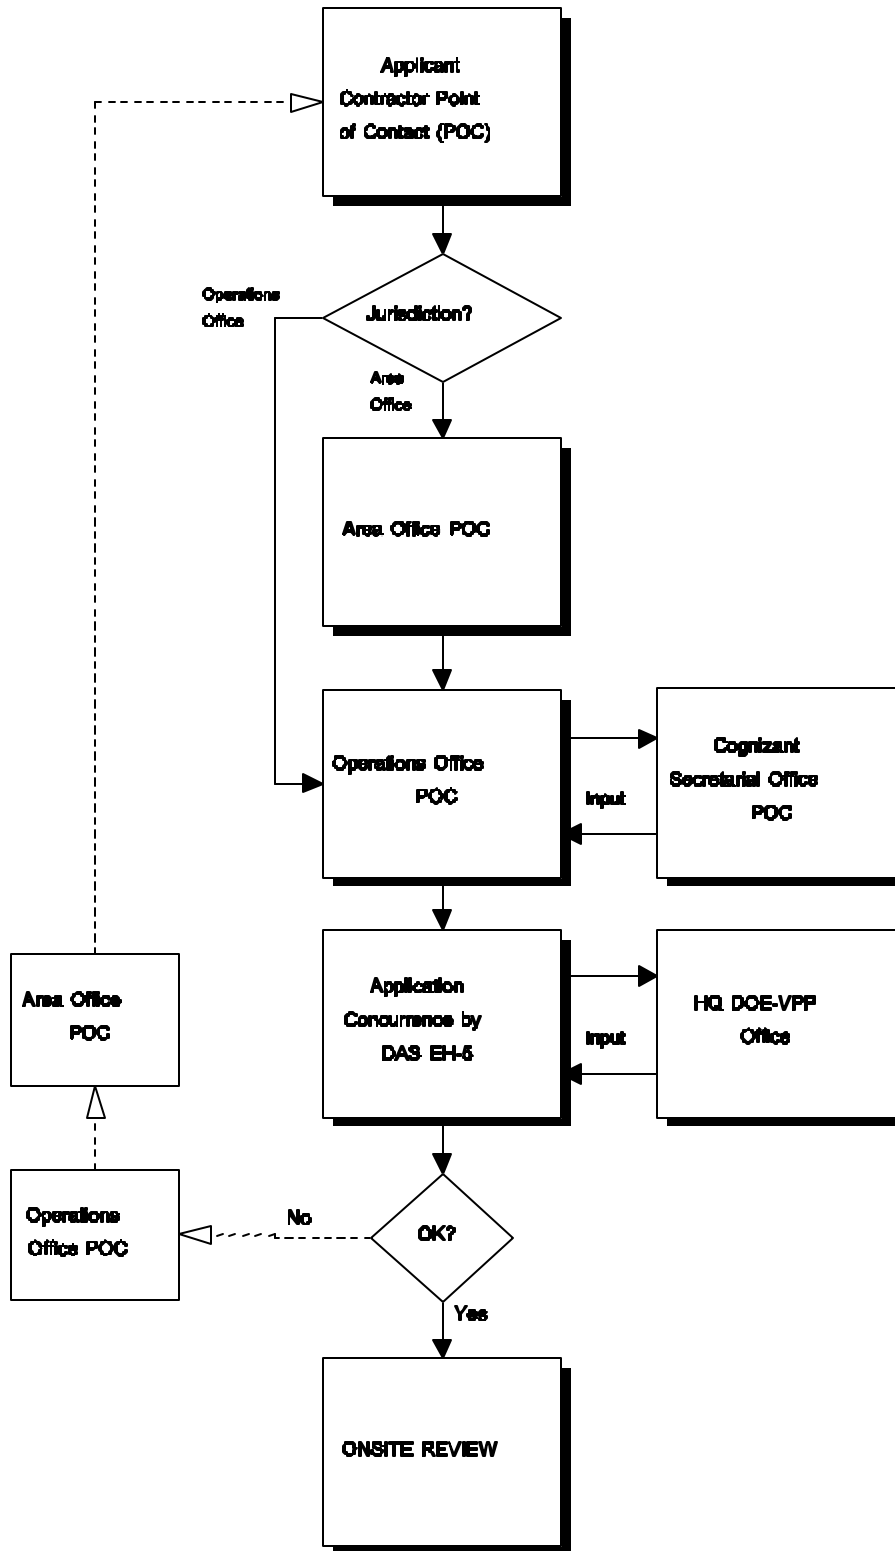 Applicant
Contractor Point
of Contact (POC)
Operations
Office
Jurisdiction?
Area
Office
Area Office POC
Operations Office
POC
Input
Cognizant
Secretarial Office
POC
Application
Concurrence by
DAS EH-5
Input
HQ DOE-VPP
Office
Area Office
POC
Operations
Office POC
No
OK?
Yes
ONSITE REVIEW